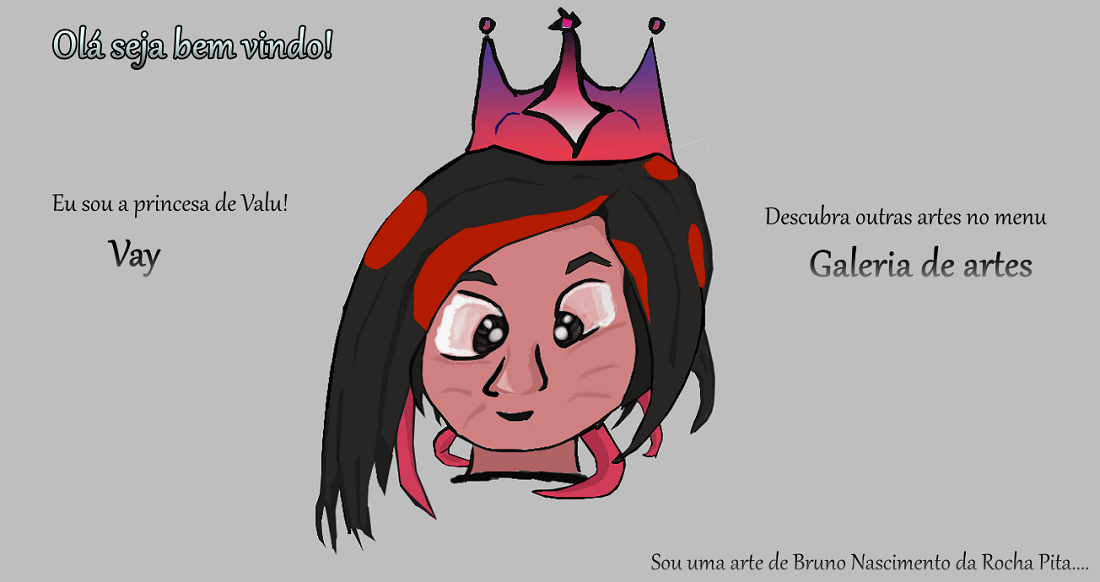 Olá seja bem vindo!
Eu sou a princesa de Valu!
Vay
Descubra outras artes no menu
Galeria de artes
Sou uma arte de Bruno Nascimento da Rocha Pita....